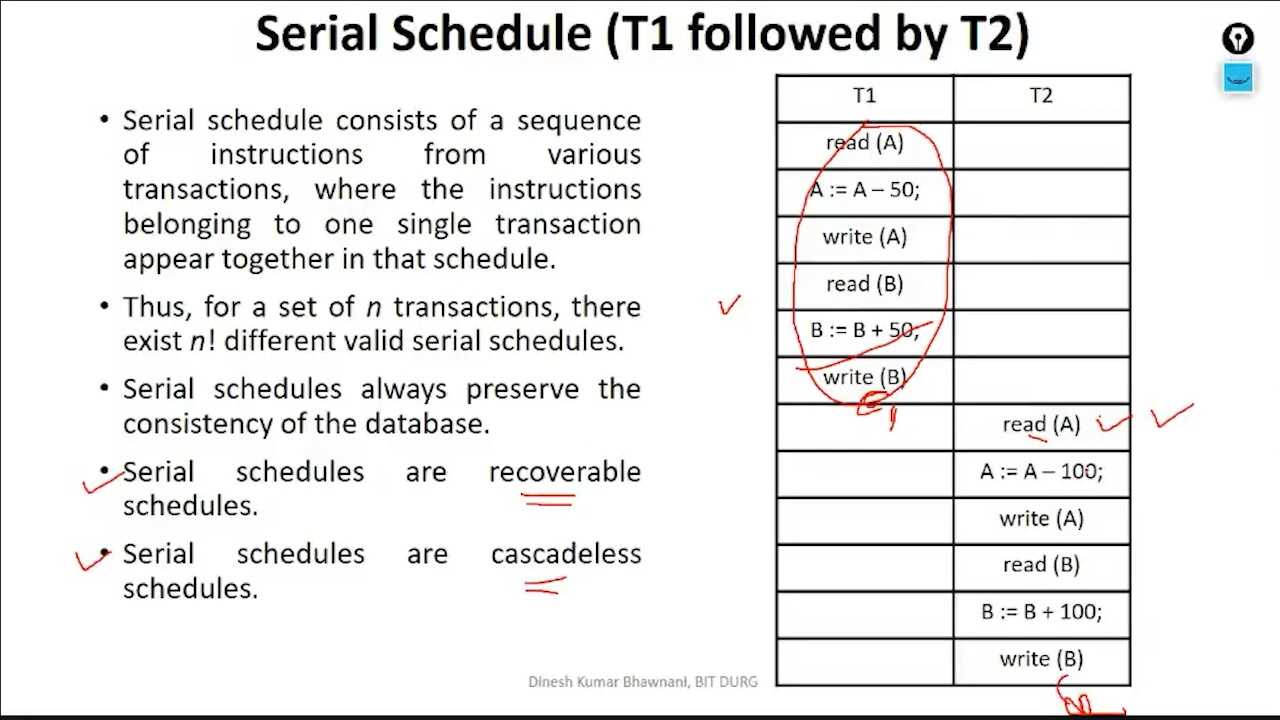 Serial Schedule (T1 followed by T2)
• Serial schedule consists of a sequence
of instructions from various
transactions, where the instructions
belonging to one single transaction
appear together in that schedule.
• Thus, for a set of n transactions, there
exist n! different valid serial schedules.
• Serial schedules always preserve the
consistency of the database.
• Serial schedules are recoverable
schedules.
• Serial schedules are cascadeless
schedules.
T1 T2
read (A)
A := A – 50;
write (A)
read (B)
B := B + 50;
write (B)
read (A)
A := A – 100;
write (A)
read (B)
B := B + 100;
write (B)
Dinesh Kumar Bhawnani, BIT DURG